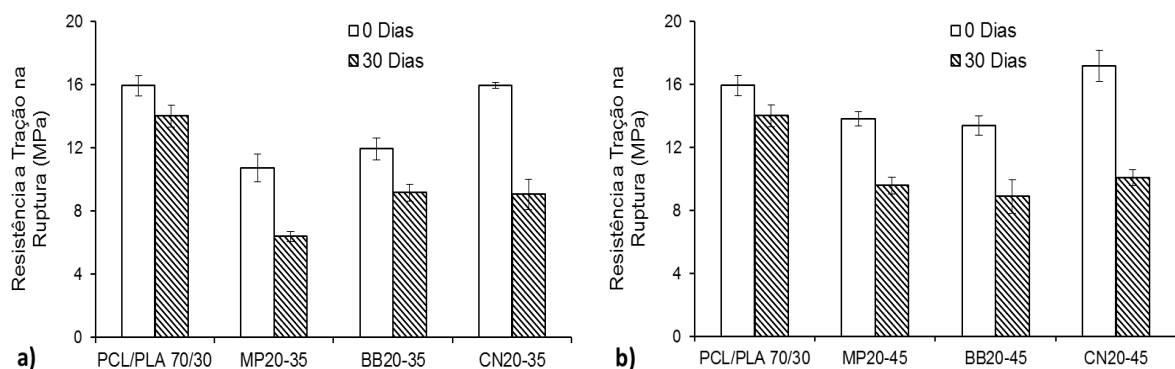 20
16
12
8
4
0
Resistência a Tração na
Ruptura (MPa)
0 Dias
30 Dias
PCL/PLA 70/30
MP20-35
BB20-35
CN20-35
a)
20
16
12
8
4
0
Resistência a Tração na
Ruptura (MPa)
0 Dias
30 Dias
PCL/PLA 70/30
MP20-45
BB20-45
CN20-45
b)